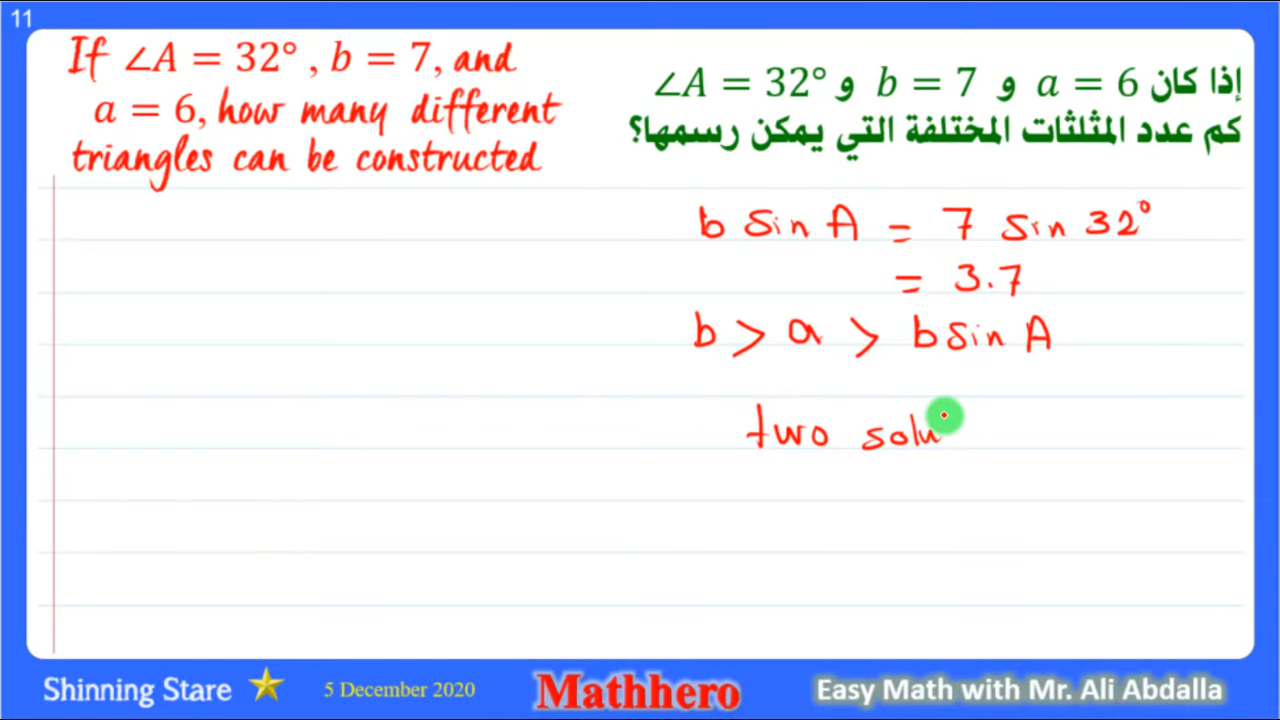 11
If ∠A = 32° , b = 7, and
a = 6, how many different
triangles can be constructed
إذا كان a = 6 و b = 7 و ∠A = 32°
كم عدد المثلثات المختلفة التي يمكن رسمها؟
b sin A = 7 sin 32°
= 3.7
b > a > b sin A
two solu
Shinning Stare
5 December 2020
Mathhero
Easy Math with Mr. Ali Abdalla